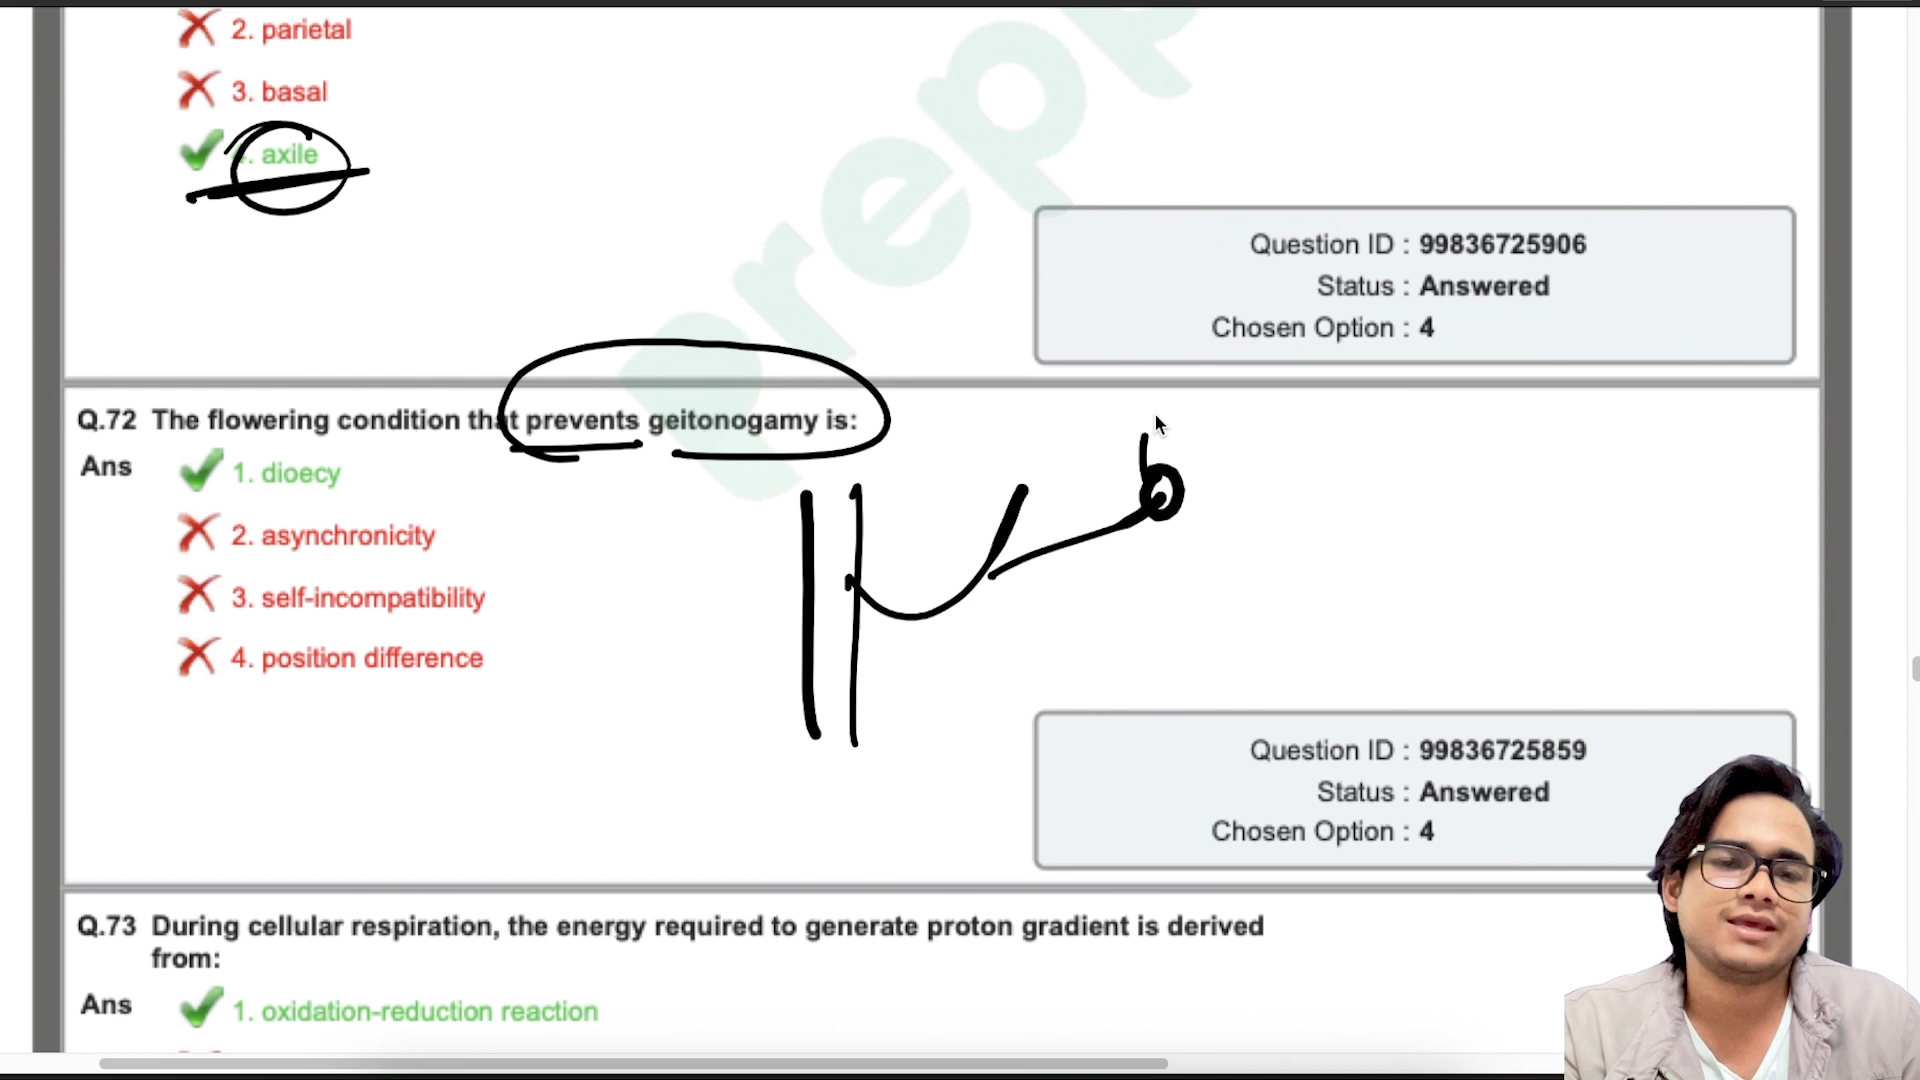 2. parietal
3. basal
4. axile
Prepp
Question ID : 99836725906
Status : Answered
Chosen Option : 4
Q.72 The flowering condition that prevents geitonogamy is:
Ans 1. dioecy
2. asynchronicity
3. self-incompatibility
4. position difference
Question ID : 99836725859
Status : Answered
Chosen Option : 4
Q.73 During cellular respiration, the energy required to generate proton gradient is derived
from:
Ans 1. oxidation-reduction reaction